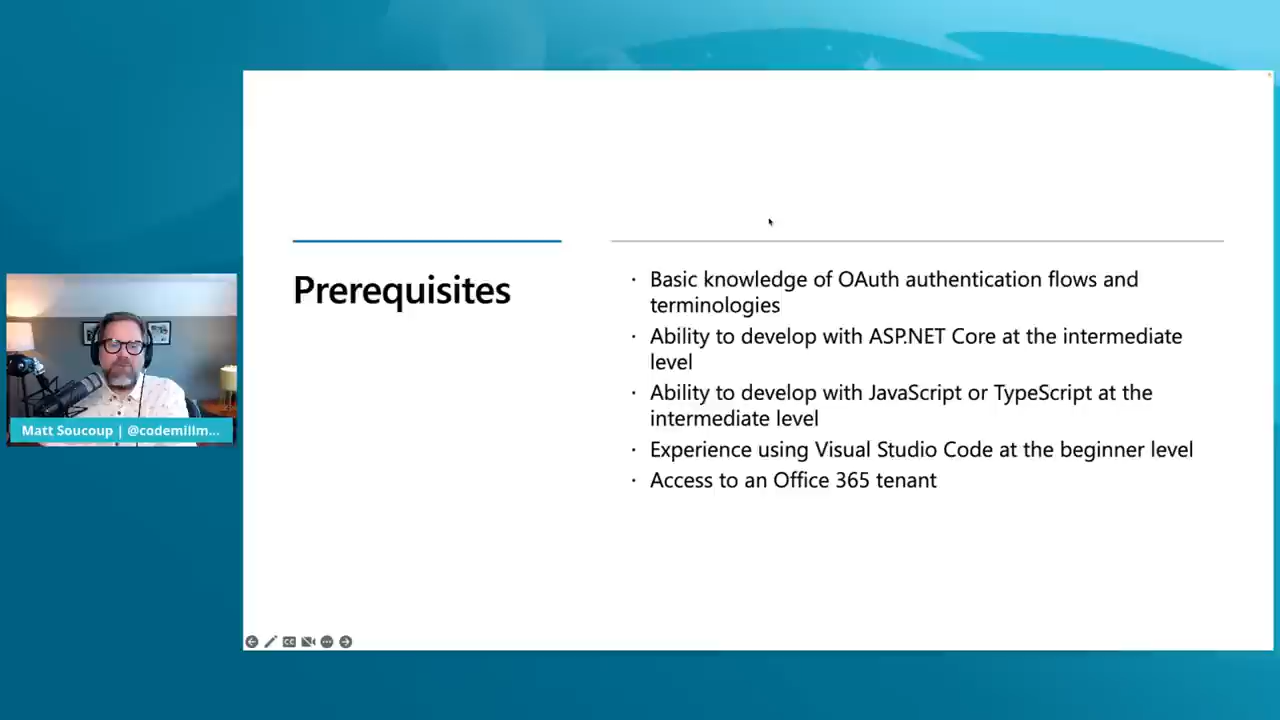 Prerequisites
· Basic knowledge of OAuth authentication flows and
terminologies
· Ability to develop with ASP.NET Core at the intermediate
level
· Ability to develop with JavaScript or TypeScript at the
intermediate level
· Experience using Visual Studio Code at the beginner level
· Access to an Office 365 tenant
Matt Soucoup | @codemillm...
CC